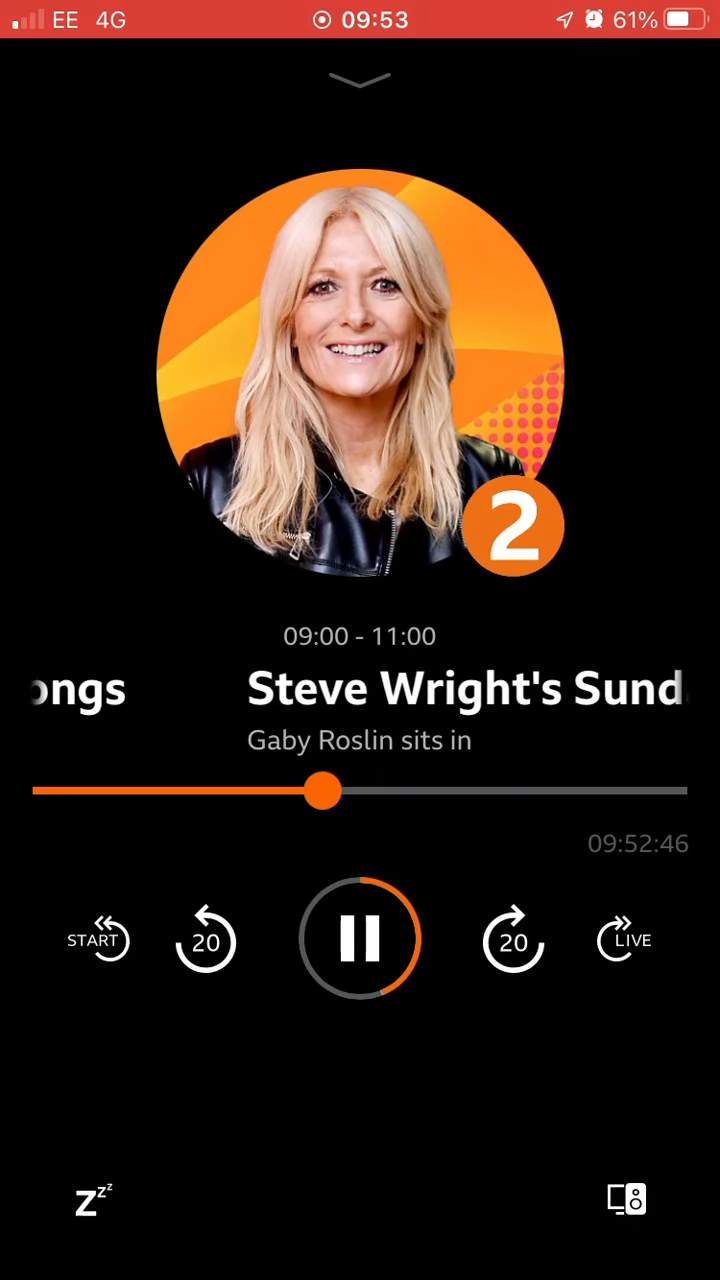 EE 4G 09:53 61%
2
09:00 - 11:00
ongs Steve Wright's Sund
Gaby Roslin sits in
09:52:46
START 20 20 LIVE
Zzz